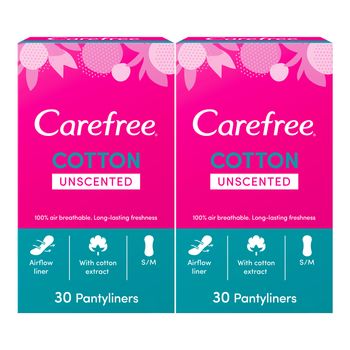 Carefree®
COTTON
UNSCENTED
100% air breathable. Long-lasting freshness
Airflow liner
With cotton extract
S/M
30 Pantyliners
Carefree®
COTTON
UNSCENTED
100% air breathable. Long-lasting freshness
Airflow liner
With cotton extract
S/M
30 Pantyliners